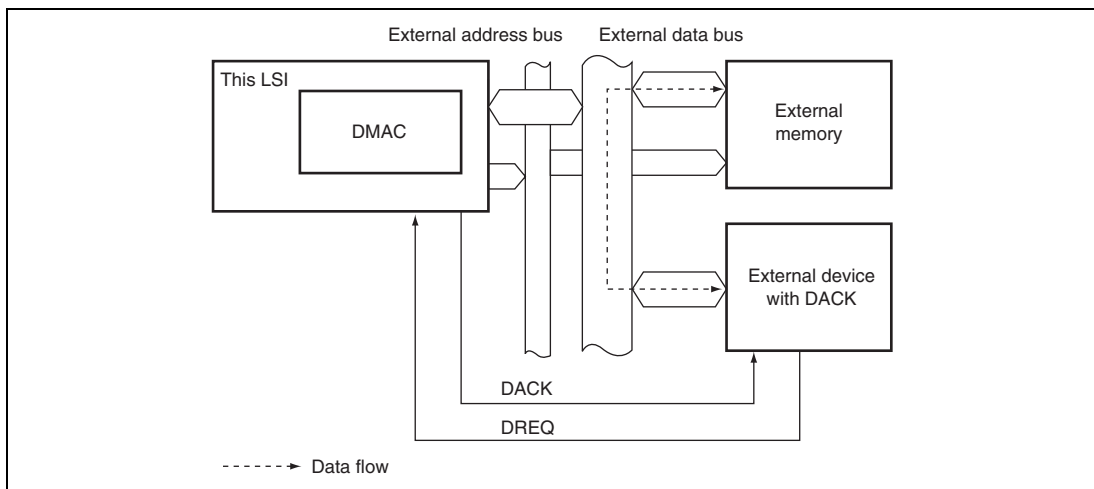 External address bus
External data bus
This LSI
DMAC
External
memory
External device
with DACK
DACK
DREQ
Data flow